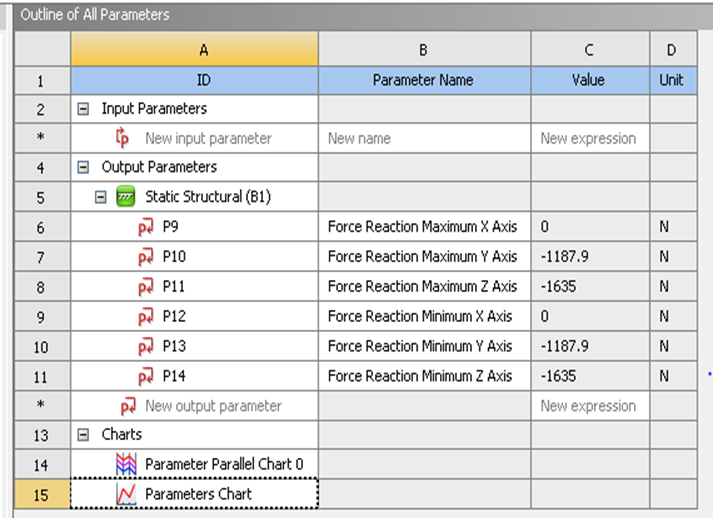 Outline of All Parameters
A B C D
1 ID Parameter Name Value Unit
2 Input Parameters
* New input parameter New name New expression
4 Output Parameters
5 Static Structural (B1)
6 P9 Force Reaction Maximum X Axis 0 N
7 P10 Force Reaction Maximum Y Axis -1187.9 N
8 P11 Force Reaction Maximum Z Axis -1635 N
9 P12 Force Reaction Minimum X Axis 0 N
10 P13 Force Reaction Minimum Y Axis -1187.9 N
11 P14 Force Reaction Minimum Z Axis -1635 N
* New output parameter New expression
13 Charts
14 Parameter Parallel Chart 0
15 Parameters Chart